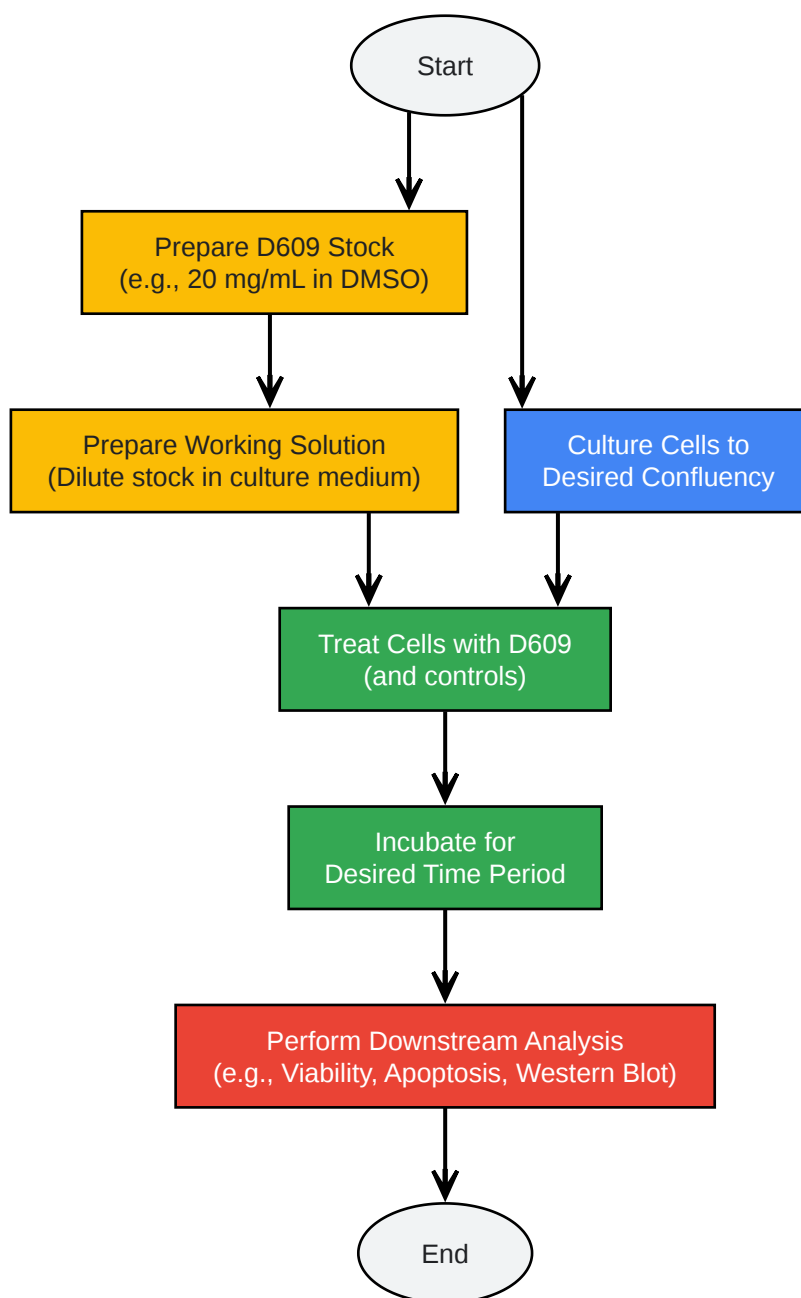 Start
Prepare D609 Stock
(e.g., 20 mg/mL in DMSO)
Prepare Working Solution
(Dilute stock in culture medium)
Culture Cells to
Desired Confluency
Treat Cells with D609
(and controls)
Incubate for
Desired Time Period
Perform Downstream Analysis
(e.g., Viability, Apoptosis, Western Blot)
End